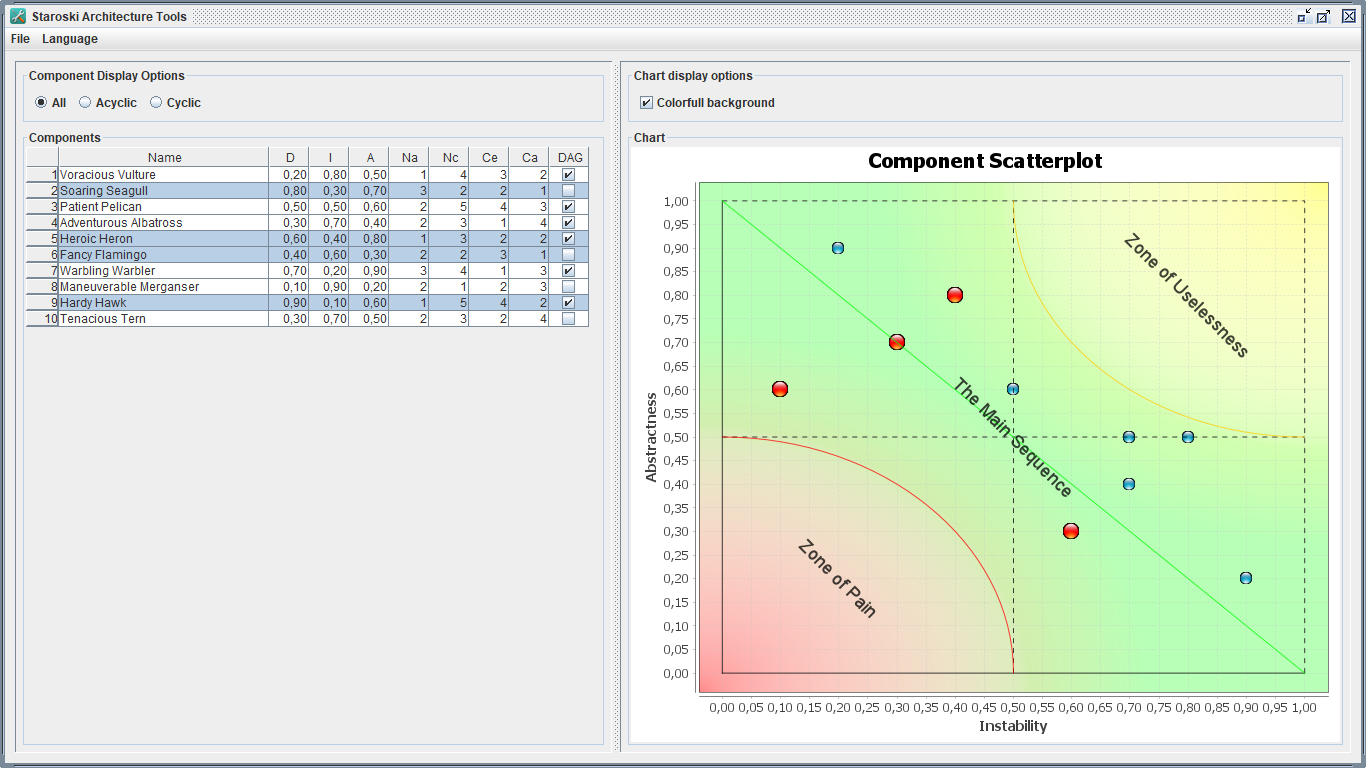 Staroski Architecture Tools
File Language
Component Display Options
All Acyclic Cyclic
Components
Name D I A Na Nc Ce Ca DAG
1 Voracious Vulture 0,20 0,80 0,50 1 4 3 2
2 Soaring Seagull 0,80 0,30 0,70 3 2 2 1
3 Patient Pelican 0,50 0,50 0,60 2 5 4 3
4 Adventurous Albatross 0,30 0,70 0,40 2 3 1 4
5 Heroic Heron 0,60 0,40 0,80 1 3 2 2
6 Fancy Flamingo 0,40 0,60 0,30 2 2 3 1
7 Warbling Warbler 0,70 0,20 0,90 3 4 1 3
8 Maneuverable Merganser 0,10 0,90 0,20 2 1 2 3
9 Hardy Hawk 0,90 0,10 0,60 1 5 4 2
10 Tenacious Tern 0,30 0,70 0,50 2 3 2 4
Chart display options
Colorfull background
Chart
Component Scatterplot
1,00
0,95
0,90
0,85
0,80
0,75
0,70
0,65
0,60
0,55
0,50
0,45
0,40
0,35
0,30
0,25
0,20
0,15
0,10
0,05
0,00
Abstractness
Zone of Uselessness
The Main Sequence
Zone of Pain
0,00 0,05 0,10 0,15 0,20 0,25 0,30 0,35 0,40 0,45 0,50 0,55 0,60 0,65 0,70 0,75 0,80 0,85 0,90 0,95 1,00
Instability